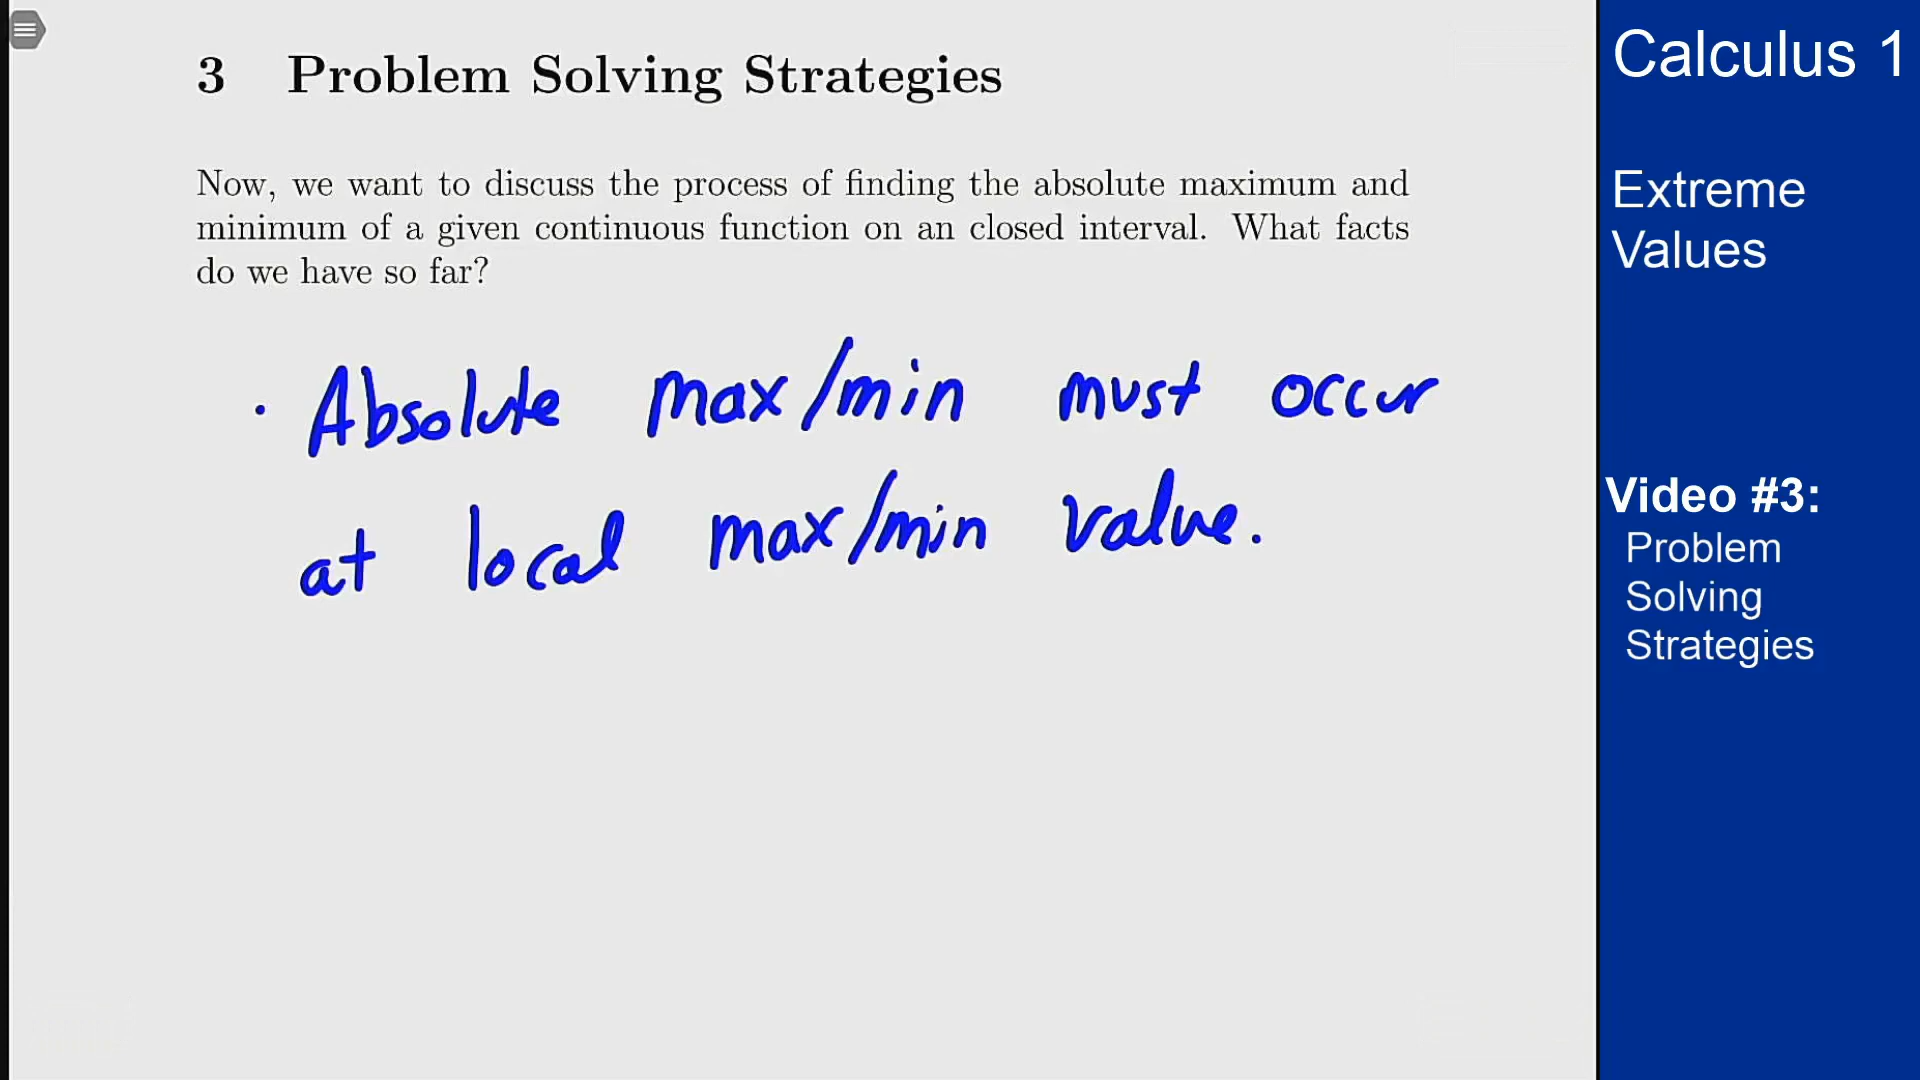 3 Problem Solving Strategies
Now, we want to discuss the process of finding the absolute maximum and
minimum of a given continuous function on an closed interval. What facts
do we have so far?
· Absolute max/min must occur
at local max/min value.
Calculus 1
Extreme
Values
Video #3:
Problem
Solving
Strategies